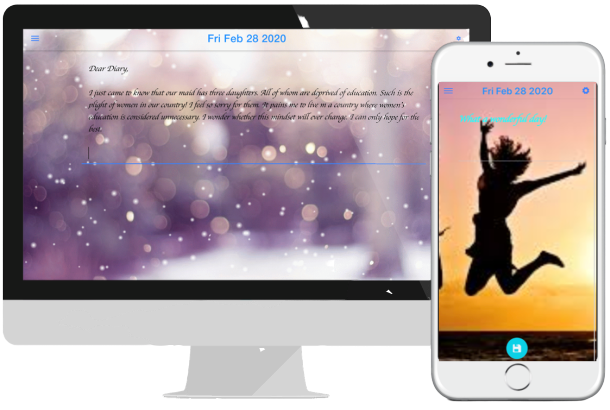 Fri Feb 28 2020
Dear Diary,
I just came to know that our maid has three daughters. All of whom are deprived of education. Such is the
plight of women in our country! I feel so sorry for them. It pains me to live in a country where women's
education is considered unnecessary. I wonder whether this mindset will ever change. I can only hope for the
best.
Fri Feb 28 2020
What a wonderful day!